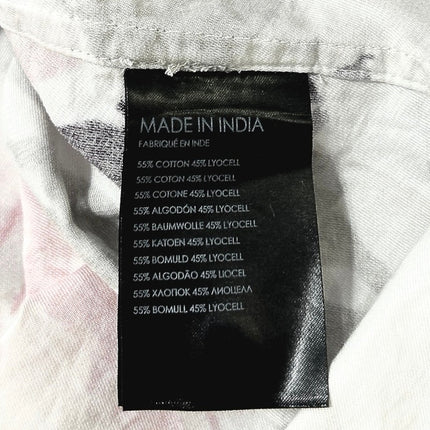 MADE IN INDIA
FABRIQUÉ EN INDE
55% COTTON 45% LYOCELL
55% COTON 45% LYOCELL
55% COTONE 45% LYOCELL
55% ALGODÓN 45% LYOCELL
55% BAUMWOLLE 45% LYOCELL
55% KATOEN 45% LYOCELL
55% BOMULD 45% LYOCELL
55% ALGODÃO 45% LIOCEL
55% ХЛОПОК 45% ЛИОЦЕЛЛ
55% BOMULL 45% LYOCELL